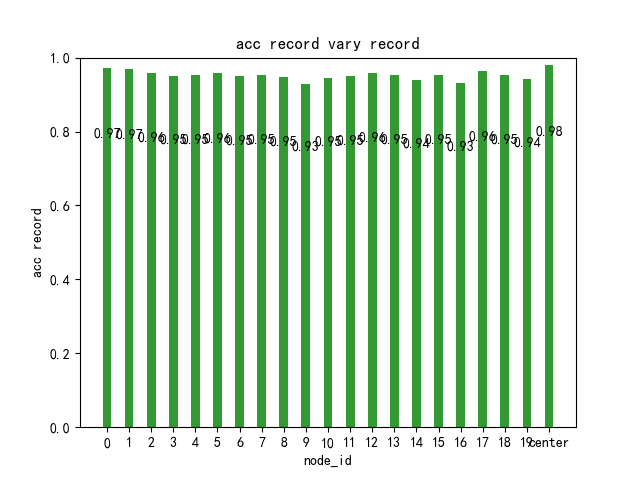 acc record vary record
1.0
0.8
0.6
0.4
0.2
0.0
acc record
0.97 0.97 0.96 0.95 0.95 0.96 0.95 0.95 0.95 0.93 0.95 0.95 0.96 0.95 0.94 0.95 0.93 0.96 0.95 0.94 0.98
0 1 2 3 4 5 6 7 8 9 10 11 12 13 14 15 16 17 18 19 center
node_id